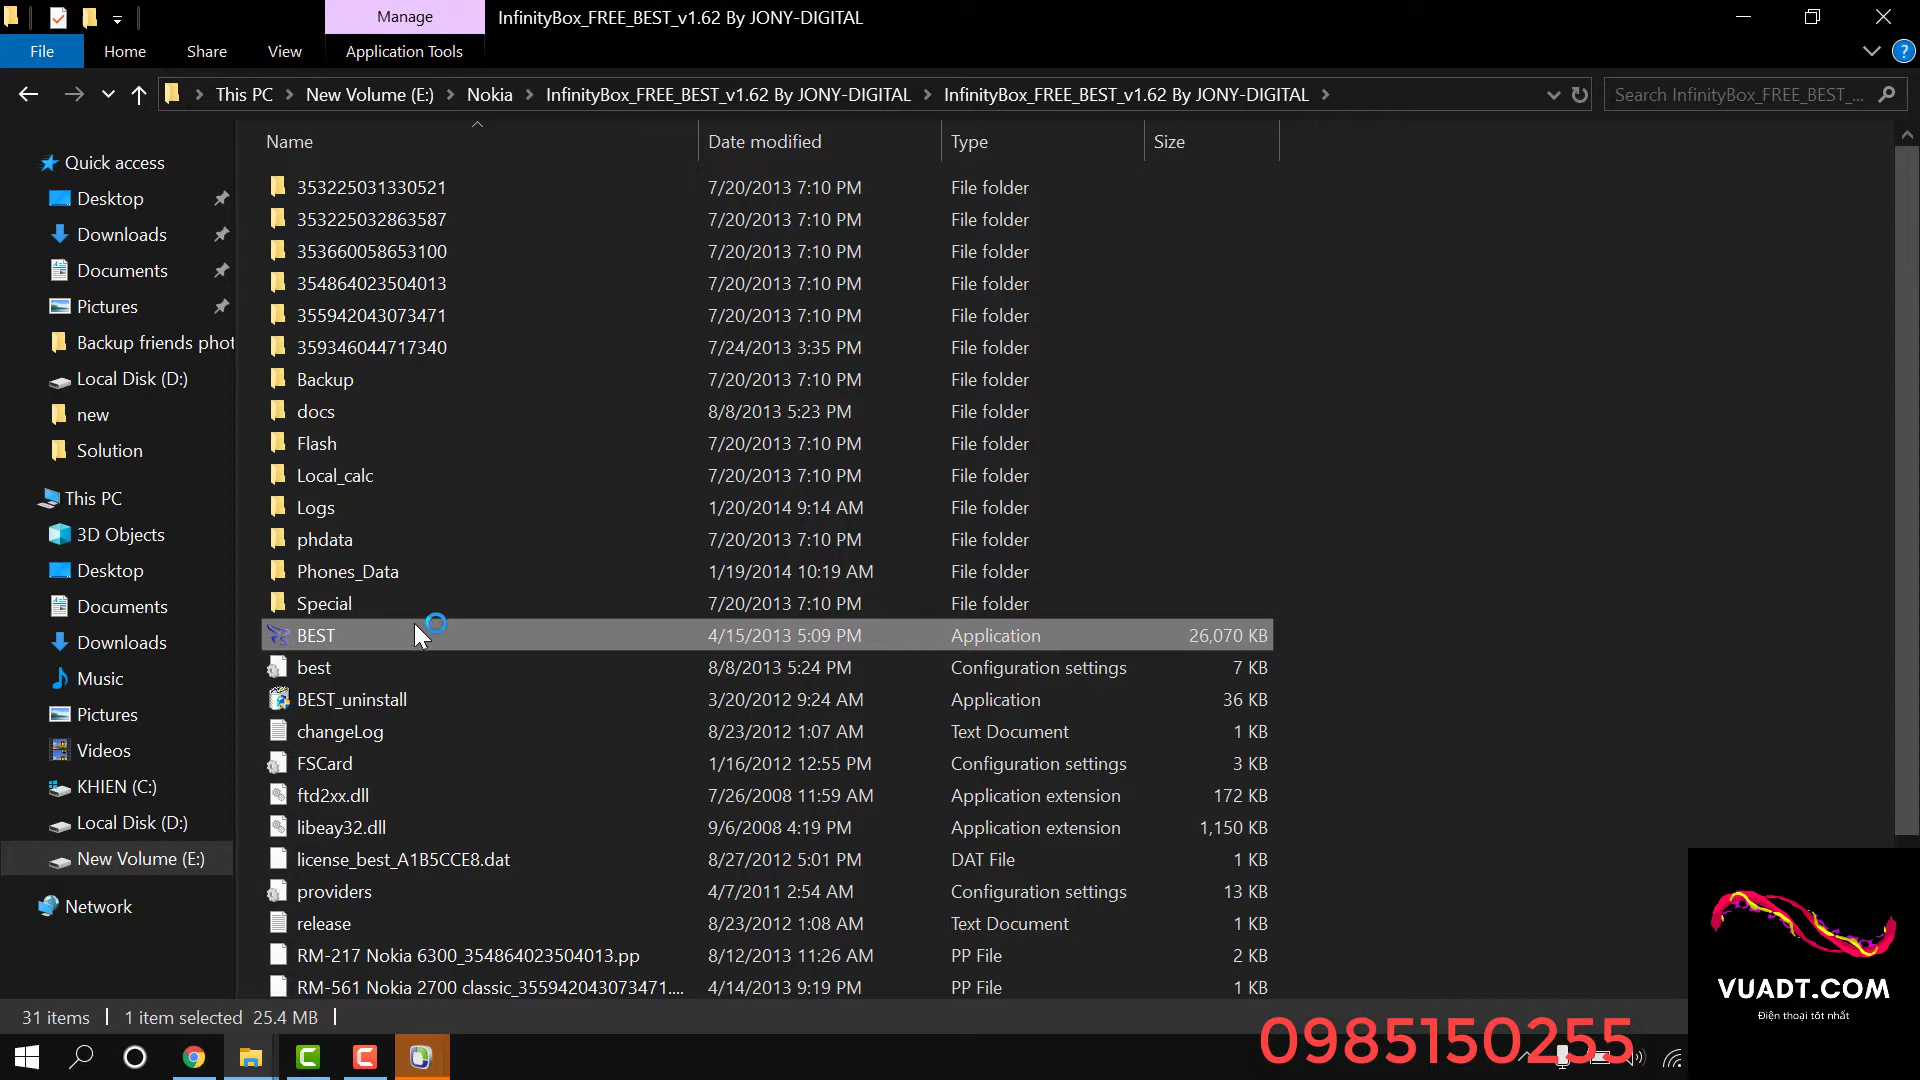 Manage
InfinityBox_FREE_BEST_v1.62 By JONY-DIGITAL
File Home Share View Application Tools
This PC New Volume (E:) Nokia InfinityBox_FREE_BEST_v1.62 By JONY-DIGITAL InfinityBox_FREE_BEST_v1.62 By JONY-DIGITAL
Search InfinityBox_FREE_BEST_...
Quick access
Desktop
Downloads
Documents
Pictures
Backup friends phot
Local Disk (D:)
new
Solution
This PC
3D Objects
Desktop
Documents
Downloads
Music
Pictures
Videos
KHIEN (C:)
Local Disk (D:)
New Volume (E:)
Network
Name Date modified Type Size
353225031330521 7/20/2013 7:10 PM File folder
353225032863587 7/20/2013 7:10 PM File folder
353660058653100 7/20/2013 7:10 PM File folder
354864023504013 7/20/2013 7:10 PM File folder
355942043073471 7/20/2013 7:10 PM File folder
359346044717340 7/24/2013 3:35 PM File folder
Backup 7/20/2013 7:10 PM File folder
docs 8/8/2013 5:23 PM File folder
Flash 7/20/2013 7:10 PM File folder
Local_calc 7/20/2013 7:10 PM File folder
Logs 1/20/2014 9:14 AM File folder
phdata 7/20/2013 7:10 PM File folder
Phones_Data 1/19/2014 10:19 AM File folder
Special 7/20/2013 7:10 PM File folder
BEST 4/15/2013 5:09 PM Application 26,070 KB
best 8/8/2013 5:24 PM Configuration settings 7 KB
BEST_uninstall 3/20/2012 9:24 AM Application 36 KB
changeLog 8/23/2012 1:07 AM Text Document 1 KB
FSCard 1/16/2012 12:55 PM Configuration settings 3 KB
ftd2xx.dll 7/26/2008 11:59 AM Application extension 172 KB
libeay32.dll 9/6/2008 4:19 PM Application extension 1,150 KB
license_best_A1B5CCE8.dat 8/27/2012 5:01 PM DAT File 1 KB
providers 4/7/2011 2:54 AM Configuration settings 13 KB
release 8/23/2012 1:08 AM Text Document 1 KB
RM-217 Nokia 6300_354864023504013.pp 8/12/2013 11:26 AM PP File 2 KB
RM-561 Nokia 2700 classic_355942043073471.... 4/14/2013 9:19 PM PP File 1 KB
31 items 1 item selected 25.4 MB
VUADT.COM
Điện thoại tốt nhất
0985150255